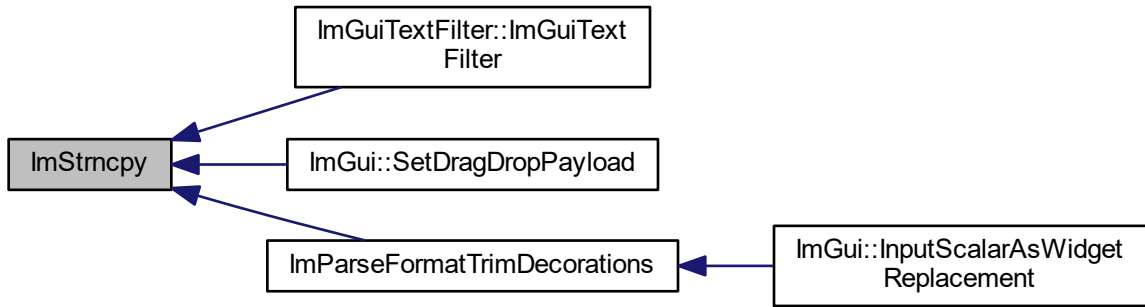 ImGuiTextFilter::ImGuiText
Filter
ImStrncpy
ImGui::SetDragDropPayload
ImParseFormatTrimDecorations
ImGui::InputScalarAsWidget
Replacement